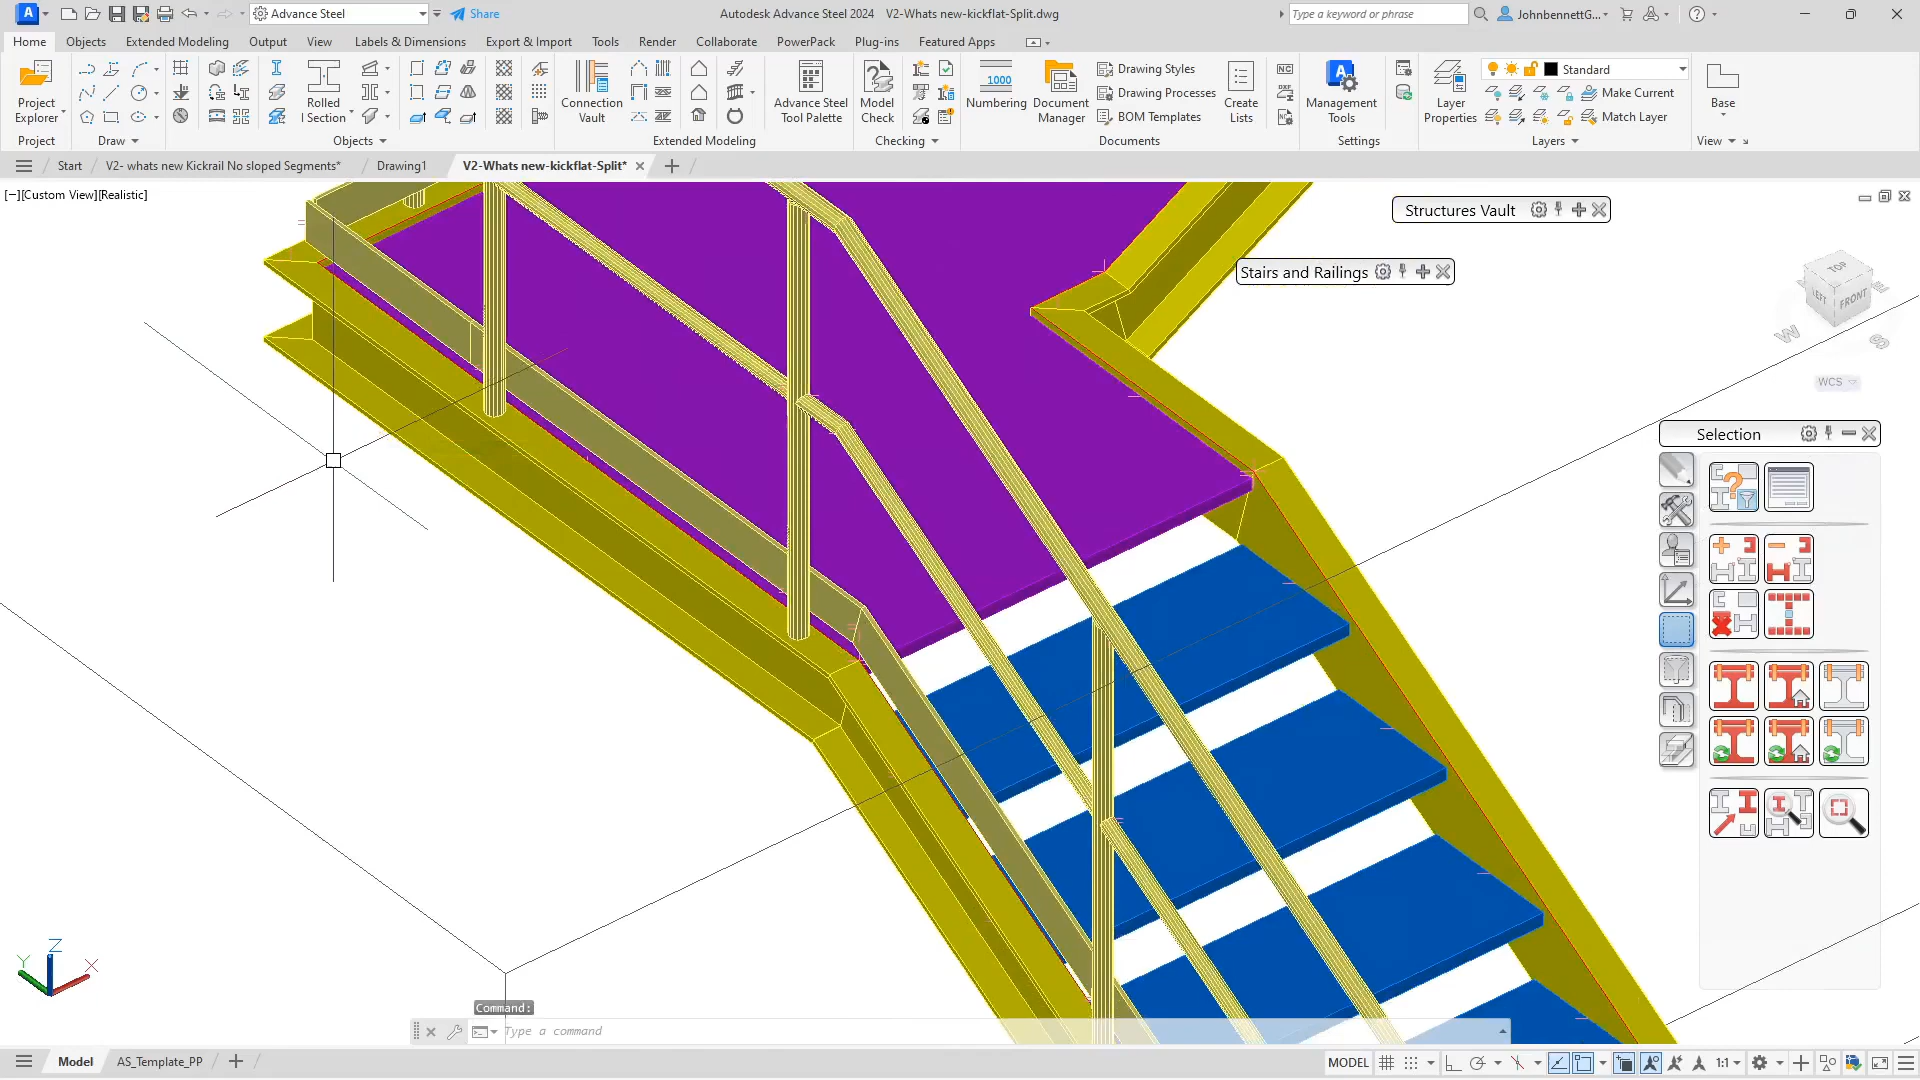 A Advance Steel Share Autodesk Advance Steel 2024 V2-Whats new-kickflat-Split.dwg Type a keyword or phrase JohnbennettG...
Home Objects Extended Modeling Output View Labels & Dimensions Export & Import Tools Render Collaborate PowerPack Plug-ins Featured Apps
Project Explorer
Project
Draw
Rolled I Section
Objects
Connection Vault
Extended Modeling
Advance Steel Tool Palette
Model Check
Checking
1000
Numbering
Document Manager
Drawing Styles
Drawing Processes
BOM Templates
Create Lists
NC
DXF
Documents
Management Tools
Settings
Layer Properties
Standard
Make Current
Match Layer
Layers
Base
View
Start V2- whats new Kickrail No sloped Segments* Drawing1 V2-Whats new-kickflat-Split*
[−][Custom View][Realistic]
Structures Vault
Stairs and Railings
TOP
LEFT FRONT
W S
WCS
Selection
Z
Y X
Command:
Type a command
Model AS_Template_PP
MODEL 1:1